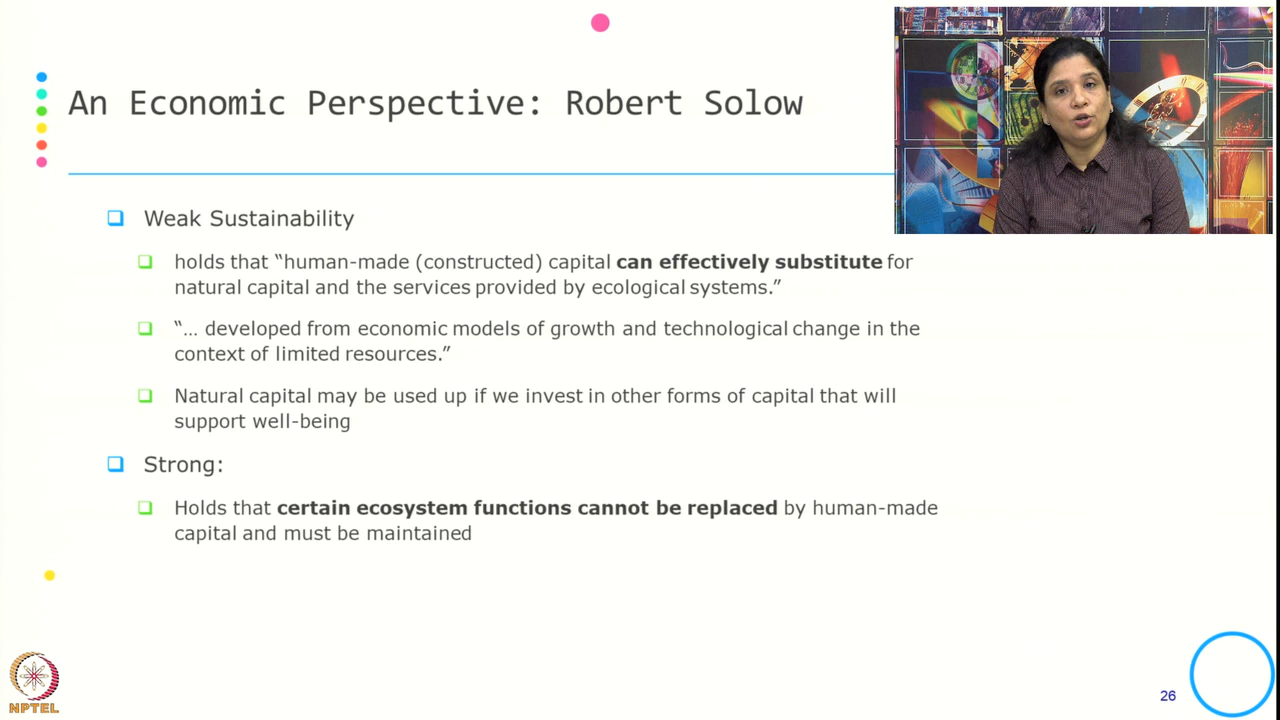 An Economic Perspective: Robert Solow
Weak Sustainability
holds that “human-made (constructed) capital can effectively substitute for
natural capital and the services provided by ecological systems.”
“… developed from economic models of growth and technological change in the
context of limited resources.”
Natural capital may be used up if we invest in other forms of capital that will
support well-being
Strong:
Holds that certain ecosystem functions cannot be replaced by human-made
capital and must be maintained
NPTEL
26